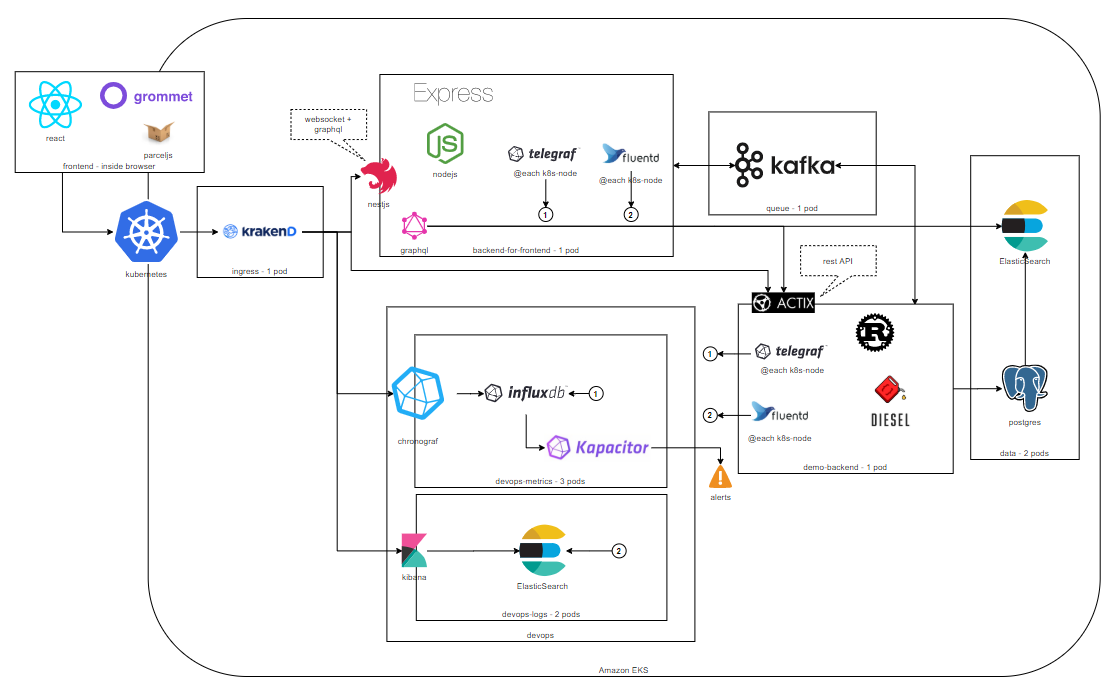 react
grommet
parceljs
frontend - inside browser
kubernetes
krakenD
ingress - 1 pod
websocket +
graphql
Express
JS
nodejs
nestjs
graphql
telegraf
@each k8s-node
1
fluentd
@each k8s-node
2
backend-for-frontend - 1 pod
kafka
queue - 1 pod
rest API
ACTIX
R
telegraf
@each k8s-node
1
fluentd
@each k8s-node
2
DIESEL
demo-backend - 1 pod
ElasticSearch
postgres
data - 2 pods
chronograf
influxdb
1
Kapacitor
devops-metrics - 3 pods
alerts
kibana
ElasticSearch
2
devops-logs - 2 pods
devops
Amazon EKS